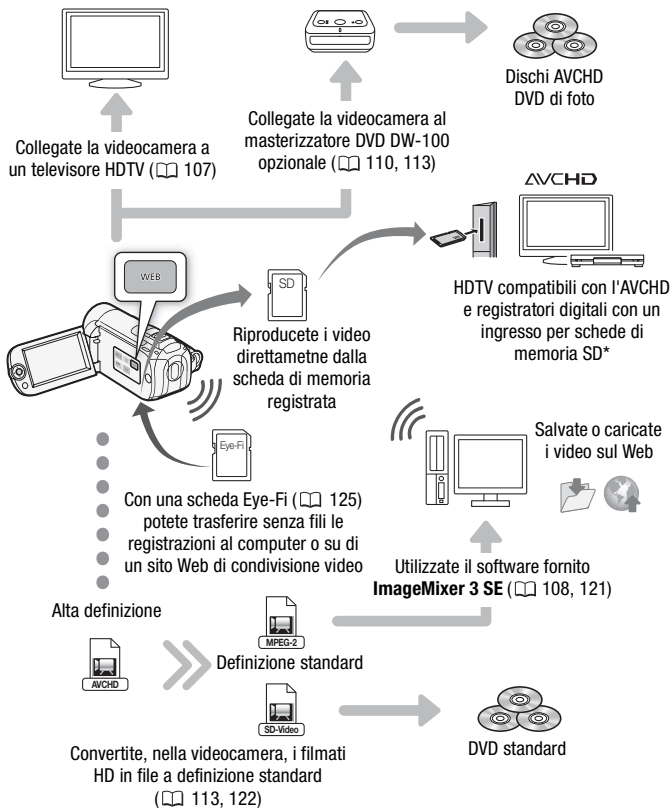 Dischi AVCHD
DVD di foto
Collegate la videocamera a
un televisore HDTV ( 107)
Collegate la videocamera al
masterizzatore DVD DW-100
opzionale ( 110, 113)
AVCHD
WEB
SD
HDTV compatibili con l'AVCHD
e registratori digitali con un
ingresso per schede di
memoria SD*
Riproducete i video
direttametne dalla
scheda di memoria
registrata
Eye-Fi
Salvate o caricate
i video sul Web
Con una scheda Eye-Fi ( 125)
potete trasferire senza fili le
registrazioni al computer o su di
un sito Web di condivisione video
Utilizzate il software fornito
ImageMixer 3 SE ( 108, 121)
Alta definizione
AVCHD
MPEG-2
Definizione standard
SD-Video
DVD standard
Convertite, nella videocamera, i filmati
HD in file a definizione standard
( 113, 122)